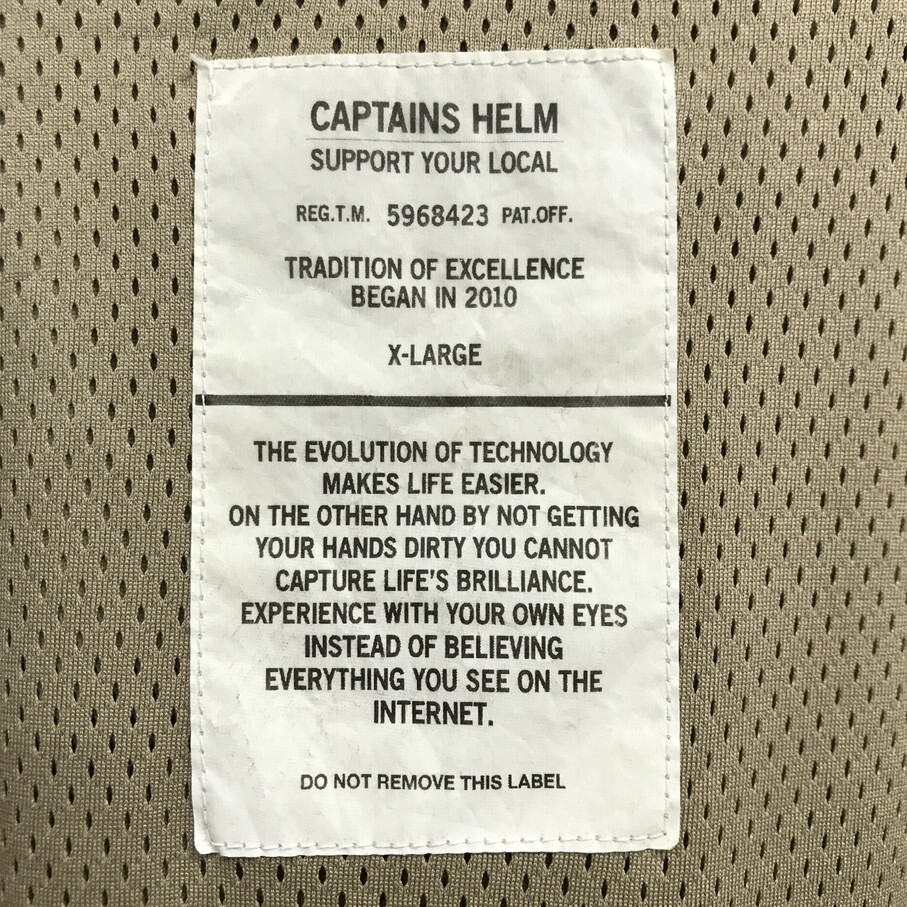 CAPTAINS HELM
SUPPORT YOUR LOCAL
REG.T.M. 5968423 PAT.OFF.
TRADITION OF EXCELLENCE
BEGAN IN 2010
X-LARGE
THE EVOLUTION OF TECHNOLOGY
MAKES LIFE EASIER.
ON THE OTHER HAND BY NOT GETTING
YOUR HANDS DIRTY YOU CANNOT
CAPTURE LIFE'S BRILLIANCE.
EXPERIENCE WITH YOUR OWN EYES
INSTEAD OF BELIEVING
EVERYTHING YOU SEE ON THE
INTERNET.
DO NOT REMOVE THIS LABEL